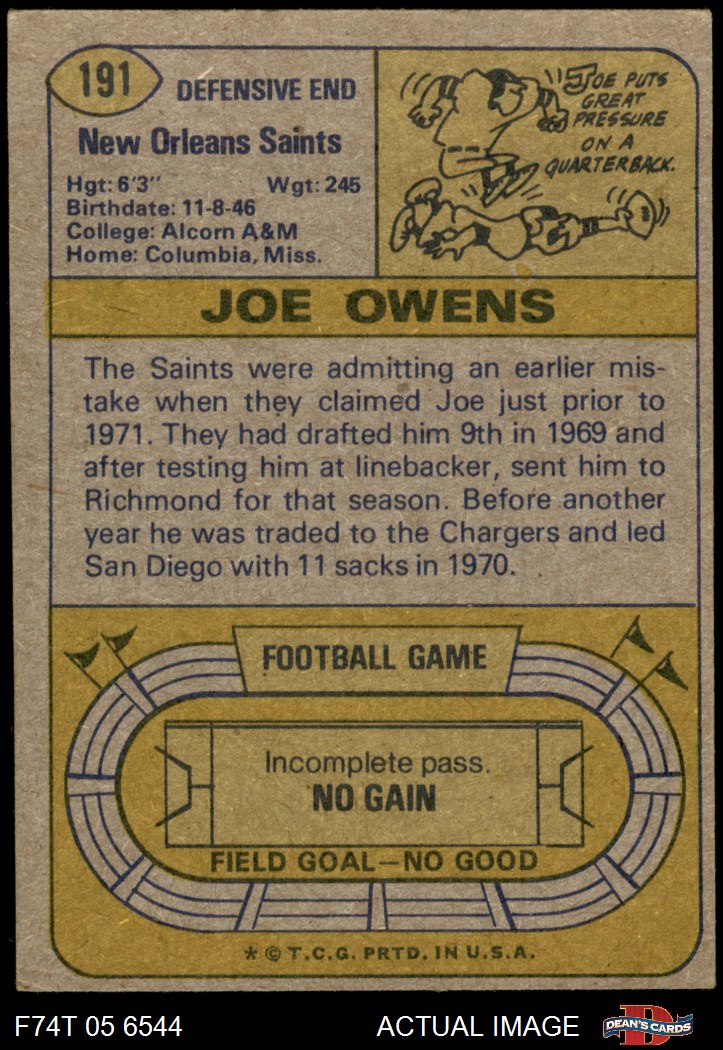 191
DEFENSIVE END
New Orleans Saints
Hgt: 6'3" Wgt: 245
Birthdate: 11-8-46
College: Alcorn A&M
Home: Columbia, Miss.
JOE PUTS
GREAT
PRESSURE
ON A
QUARTERBACK.
JOE OWENS
The Saints were admitting an earlier mis-
take when they claimed Joe just prior to
1971. They had drafted him 9th in 1969 and
after testing him at linebacker, sent him to
Richmond for that season. Before another
year he was traded to the Chargers and led
San Diego with 11 sacks in 1970.
FOOTBALL GAME
Incomplete pass.
NO GAIN
FIELD GOAL—NO GOOD
* © T.C.G. PRTD. IN U.S.A.
F74T 05 6544 ACTUAL IMAGE
D
DEAN'S CARDS